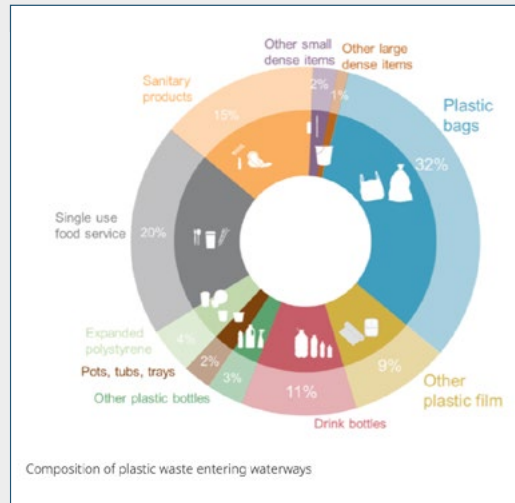 Other small
dense items
2%
Other large
dense items
1%
Plastic
bags
32%
Other
plastic film
9%
Drink bottles
11%
Other plastic bottles
3%
Pots, tubs, trays
2%
Expanded
polystyrene
4%
Single use
food service
20%
Sanitary
products
15%
Composition of plastic waste entering waterways